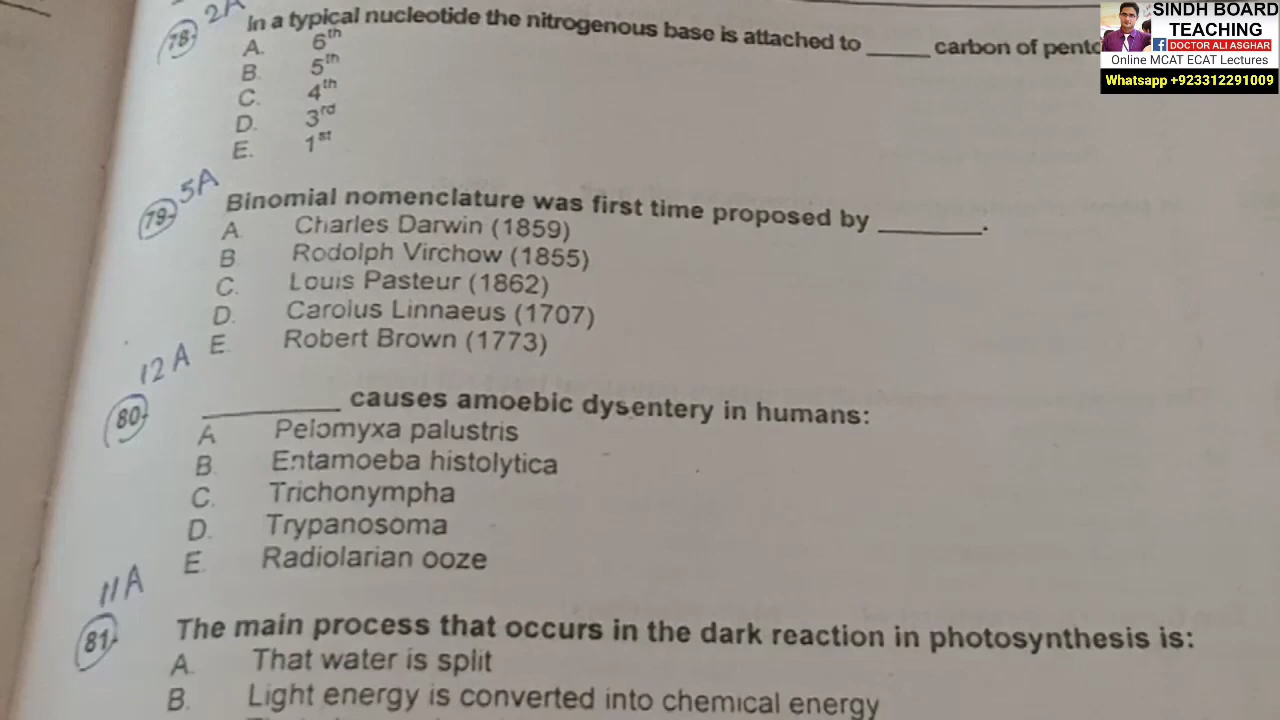 SINDH BOARD
TEACHING
DOCTOR ALI ASGHAR
Online MCAT ECAT Lectures
Whatsapp +923312291009
2A
78 In a typical nucleotide the nitrogenous base is attached to _____ carbon of
A. 6th
B. 5th
C. 4th
D. 3rd
E. 1st
5A
79 Binomial nomenclature was first time proposed by ________.
A. Charles Darwin (1859)
B. Rodolph Virchow (1855)
C. Louis Pasteur (1862)
D. Carolus Linnaeus (1707)
E. Robert Brown (1773)
12A
80 __________ causes amoebic dysentery in humans:
A. Pelomyxa palustris
B. Entamoeba histolytica
C. Trichonympha
D. Trypanosoma
E. Radiolarian ooze
11A
81 The main process that occurs in the dark reaction in photosynthesis is:
A. That water is split
B. Light energy is converted into chemical energy